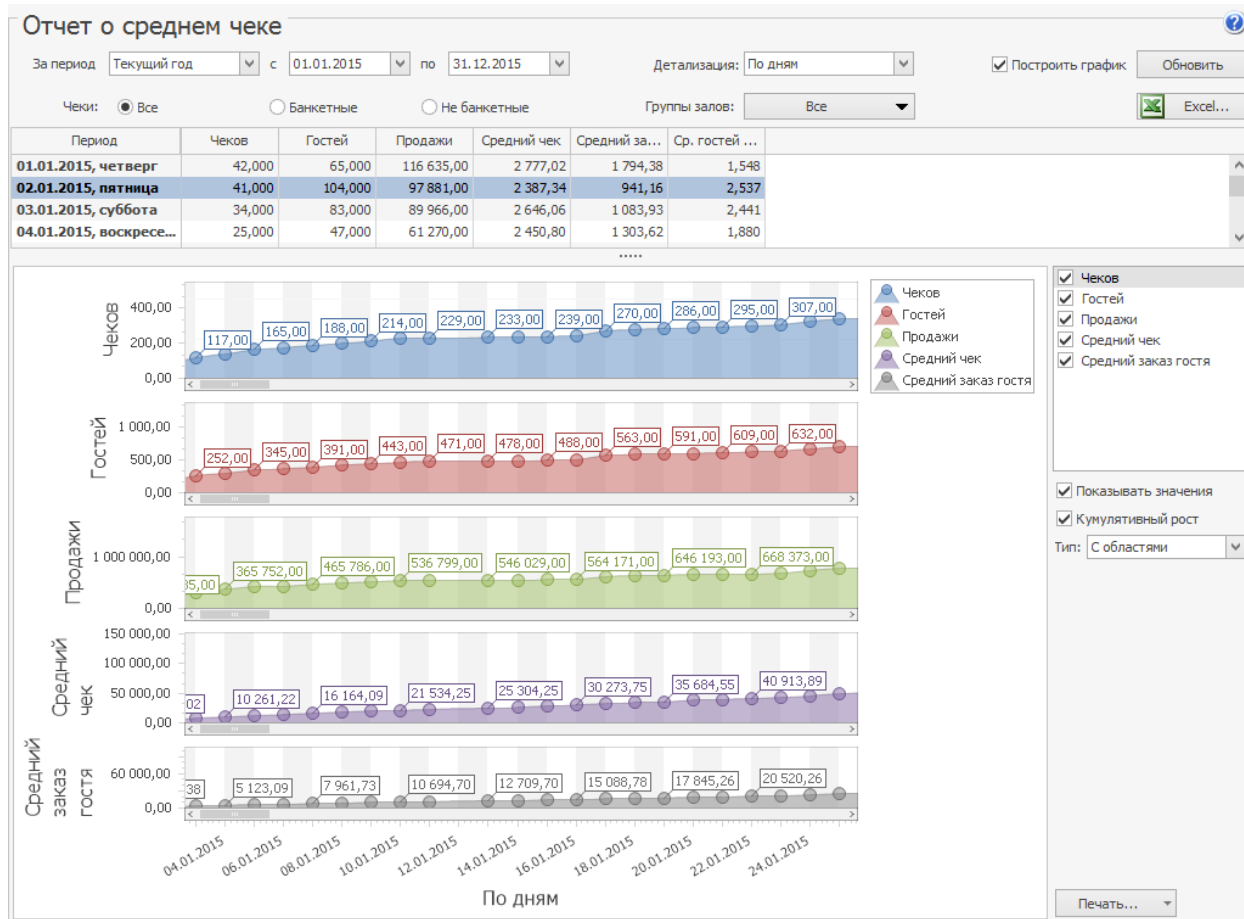 Отчет о среднем чеке
За период Текущий год с 01.01.2015 по 31.12.2015 Детализация: По дням Построить график Обновить
Чеки: Все Банкетные Не банкетные Группы залов: Все Excel...
Период Чеков Гостей Продажи Средний чек Средний за... Ср. гостей ...
01.01.2015, четверг 42,000 65,000 116 635,00 2 777,02 1 794,38 1,548
02.01.2015, пятница 41,000 104,000 97 881,00 2 387,34 941,16 2,537
03.01.2015, суббота 34,000 83,000 89 966,00 2 646,06 1 083,93 2,441
04.01.2015, воскресе... 25,000 47,000 61 270,00 2 450,80 1 303,62 1,880
Чеков
400,00
200,00
0,00
117,00 165,00 188,00 214,00 229,00 233,00 239,00 270,00 286,00 295,00 307,00
Гостей
1 000,00
500,00
0,00
252,00 345,00 391,00 443,00 471,00 478,00 488,00 563,00 591,00 609,00 632,00
Продажи
1 000 000,00
0,00
35,00 365 752,00 465 786,00 536 799,00 546 029,00 564 171,00 646 193,00 668 373,00
Средний
чек
150 000,00
100 000,00
50 000,00
0,00
02 10 261,22 16 164,09 21 534,25 25 304,25 30 273,75 35 684,55 40 913,89
Средний
заказ
гостя
60 000,00
0,00
38 5 123,09 7 961,73 10 694,70 12 709,70 15 088,78 17 845,26 20 520,26
04.01.2015 06.01.2015 08.01.2015 10.01.2015 12.01.2015 14.01.2015 16.01.2015 18.01.2015 20.01.2015 22.01.2015 24.01.2015
По дням
Чеков
Гостей
Продажи
Средний чек
Средний заказ гостя
Чеков
Гостей
Продажи
Средний чек
Средний заказ гостя
Показывать значения
Кумулятивный рост
Тип: С областями
Печать...